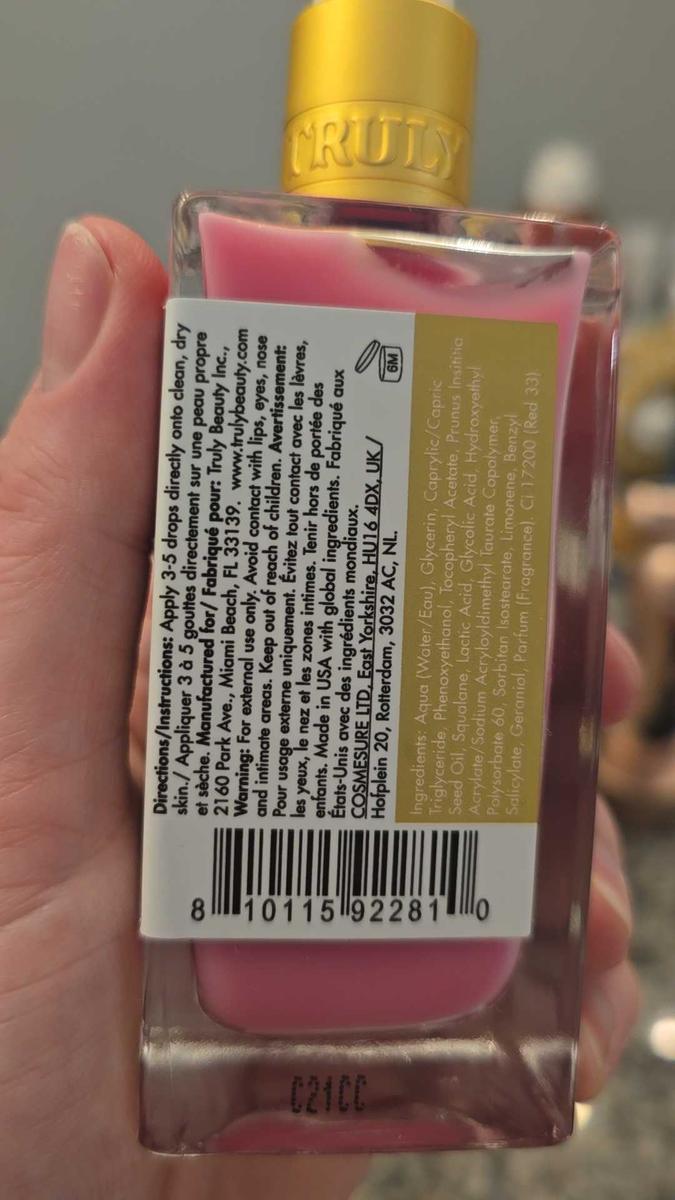 TRULY
Directions/Instructions: Apply 3-5 drops directly onto clean, dry
skin./ Appliquer 3 à 5 gouttes directement sur une peau propre
et sèche. Manufactured for/ Fabriqué pour: Truly Beauty Inc.,
2160 Park Ave., Miami Beach, FL 33139. www.trulybeauty.com
Warning: For external use only. Avoid contact with lips, eyes, nose
and intimate areas. Keep out of reach of children. Avertissement:
Pour usage externe uniquement. Évitez tout contact avec les lèvres,
les yeux, le nez et les zones intimes. Tenir hors de portée des
enfants. Made in USA with global ingredients. Fabriqué aux
États-Unis avec des ingrédients mondiaux.
COSMESURE LTD, East Yorkshire, HU16 4DX, UK/
Hofplein 20, Rotterdam, 3032 AC, NL.
6M
Ingredients: Aqua (Water/Eau), Glycerin, Caprylic/Capric
Triglyceride, Phenoxyethanol, Tocopheryl Acetate, Prunus Insititia
Seed Oil, Squalane, Lactic Acid, Glycolic Acid, Hydroxyethyl
Acrylate/Sodium Acryloyldimethyl Taurate Copolymer,
Polysorbate 60, Sorbitan Isostearate, Limonene, Benzyl
Salicylate, Geraniol, Parfum (Fragrance), Ci 17200 (Red 33)
8 10115 92281 0